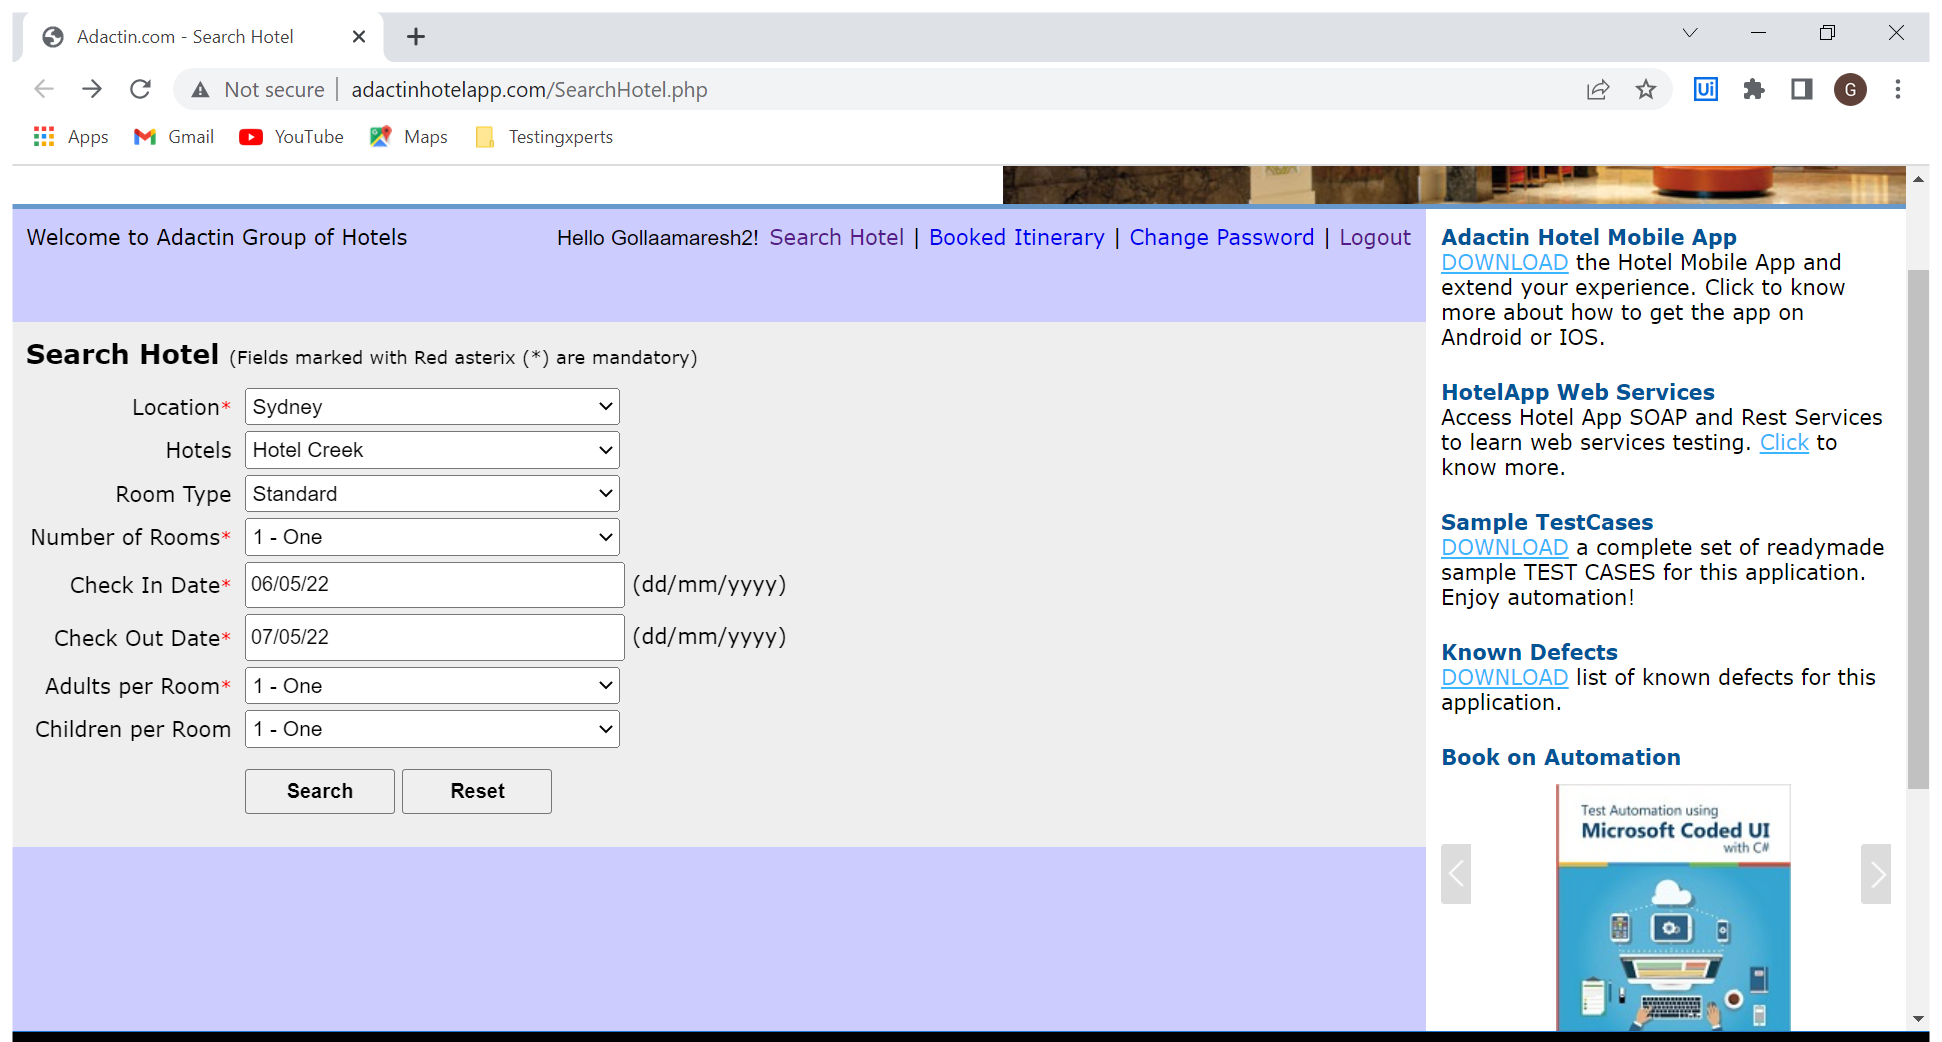 Adactin.com - Search Hotel
Not secure | adactinhotelapp.com/SearchHotel.php
Ui
G
Apps Gmail YouTube Maps Testingxperts
Welcome to Adactin Group of Hotels
Hello Gollaamaresh2! Search Hotel | Booked Itinerary | Change Password | Logout
Search Hotel (Fields marked with Red asterix (*) are mandatory)
Location* Sydney
Hotels Hotel Creek
Room Type Standard
Number of Rooms* 1 - One
Check In Date* 06/05/22 (dd/mm/yyyy)
Check Out Date* 07/05/22 (dd/mm/yyyy)
Adults per Room* 1 - One
Children per Room 1 - One
Search Reset
Adactin Hotel Mobile App
DOWNLOAD the Hotel Mobile App and
extend your experience. Click to know
more about how to get the app on
Android or IOS.
HotelApp Web Services
Access Hotel App SOAP and Rest Services
to learn web services testing. Click to
know more.
Sample TestCases
DOWNLOAD a complete set of readymade
sample TEST CASES for this application.
Enjoy automation!
Known Defects
DOWNLOAD list of known defects for this
application.
Book on Automation
Test Automation using
Microsoft Coded UI
with C#